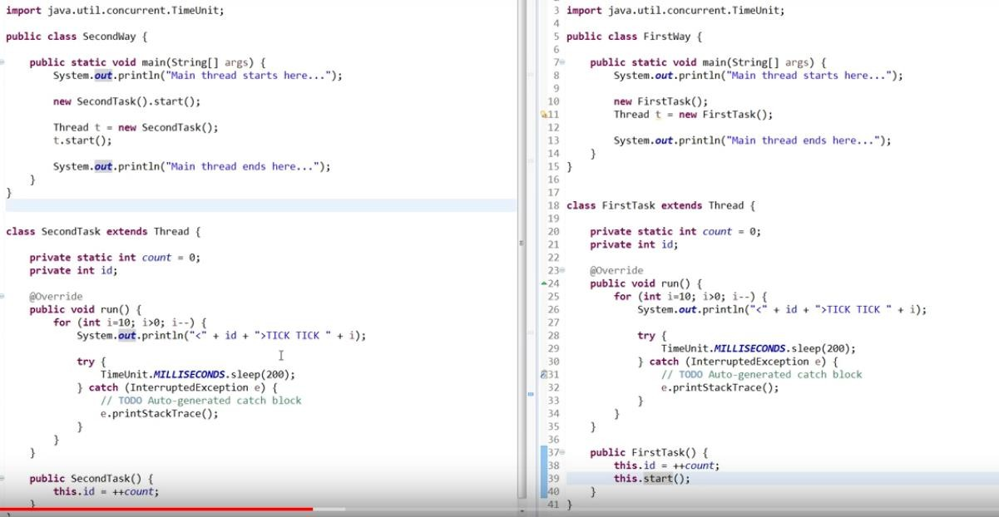 import java.util.concurrent.TimeUnit;
public class SecondWay {
public static void main(String[] args) {
System.out.println("Main thread starts here...");
new SecondTask().start();
Thread t = new SecondTask();
t.start();
System.out.println("Main thread ends here...");
}
}
class SecondTask extends Thread {
private static int count = 0;
private int id;
@Override
public void run() {
for (int i=10; i>0; i--) {
System.out.println("<" + id + ">TICK TICK " + i);
try {
TimeUnit.MILLISECONDS.sleep(200);
} catch (InterruptedException e) {
// TODO Auto-generated catch block
e.printStackTrace();
}
}
}
public SecondTask() {
this.id = ++count;
}
3 import java.util.concurrent.TimeUnit;
4
5 public class FirstWay {
6
7 public static void main(String[] args) {
8 System.out.println("Main thread starts here...");
9
10 new FirstTask();
11 Thread t = new FirstTask();
12
13 System.out.println("Main thread ends here...");
14 }
15 }
16
17
18 class FirstTask extends Thread {
19
20 private static int count = 0;
21 private int id;
22
23 @Override
24 public void run() {
25 for (int i=10; i>0; i--) {
26 System.out.println("<" + id + ">TICK TICK " + i);
27
28 try {
29 TimeUnit.MILLISECONDS.sleep(200);
30 } catch (InterruptedException e) {
31 // TODO Auto-generated catch block
32 e.printStackTrace();
33 }
34 }
35 }
36
37 public FirstTask() {
38 this.id = ++count;
39 this.start();
40 }
41 }